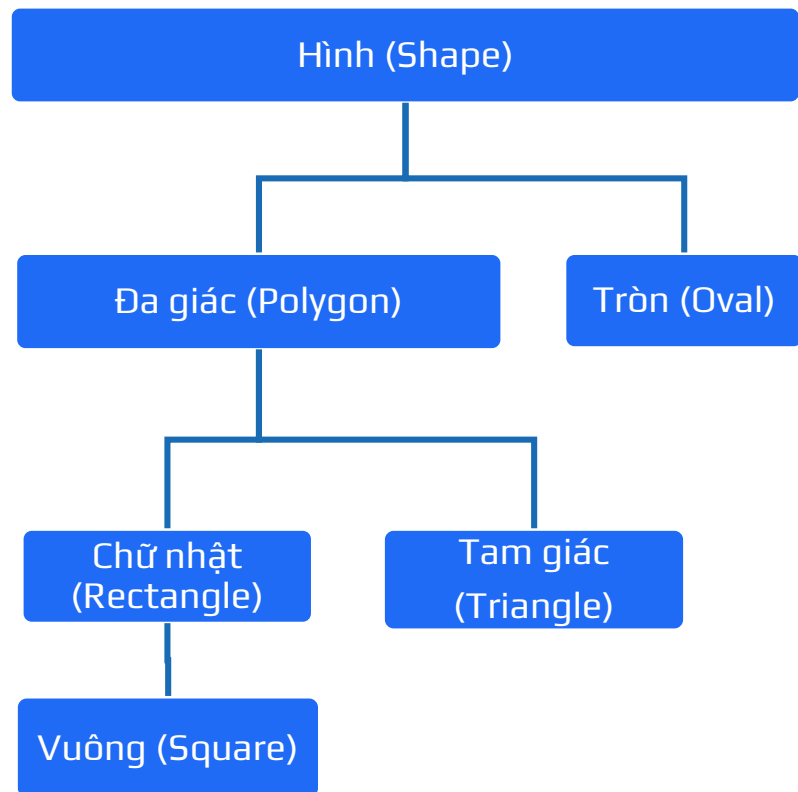 Hình (Shape)
Đa giác (Polygon)
Tròn (Oval)
Chữ nhật
(Rectangle)
Tam giác
(Triangle)
Vuông (Square)